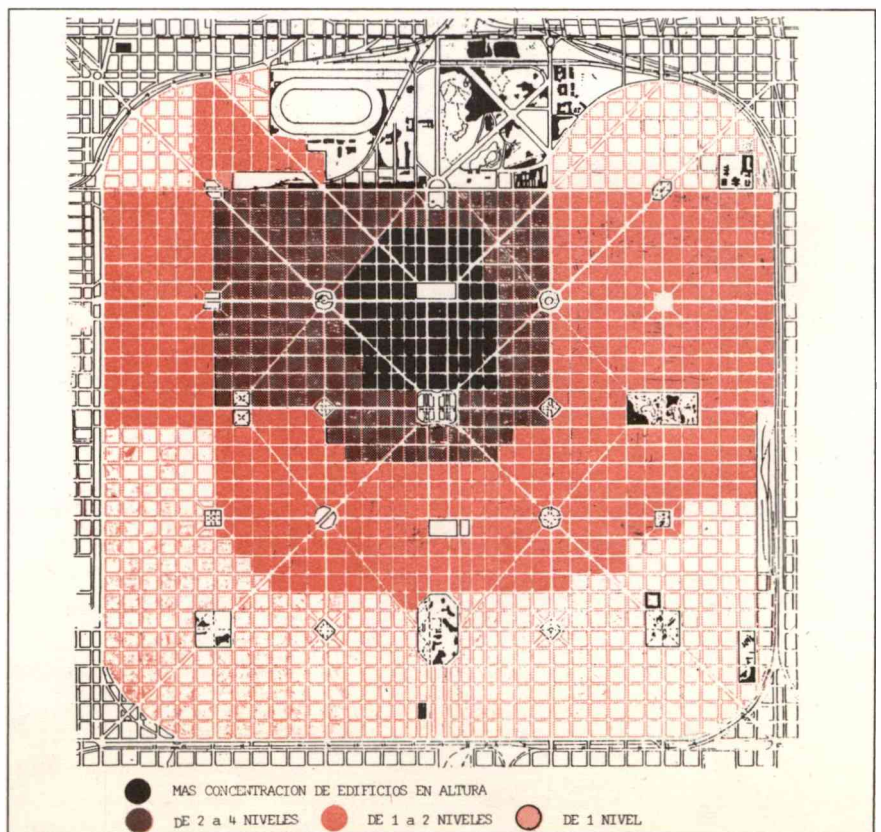 MAS CONCENTRACION DE EDIFICIOS EN ALTURA
DE 2 a 4 NIVELES DE 1 a 2 NIVELES DE 1 NIVEL